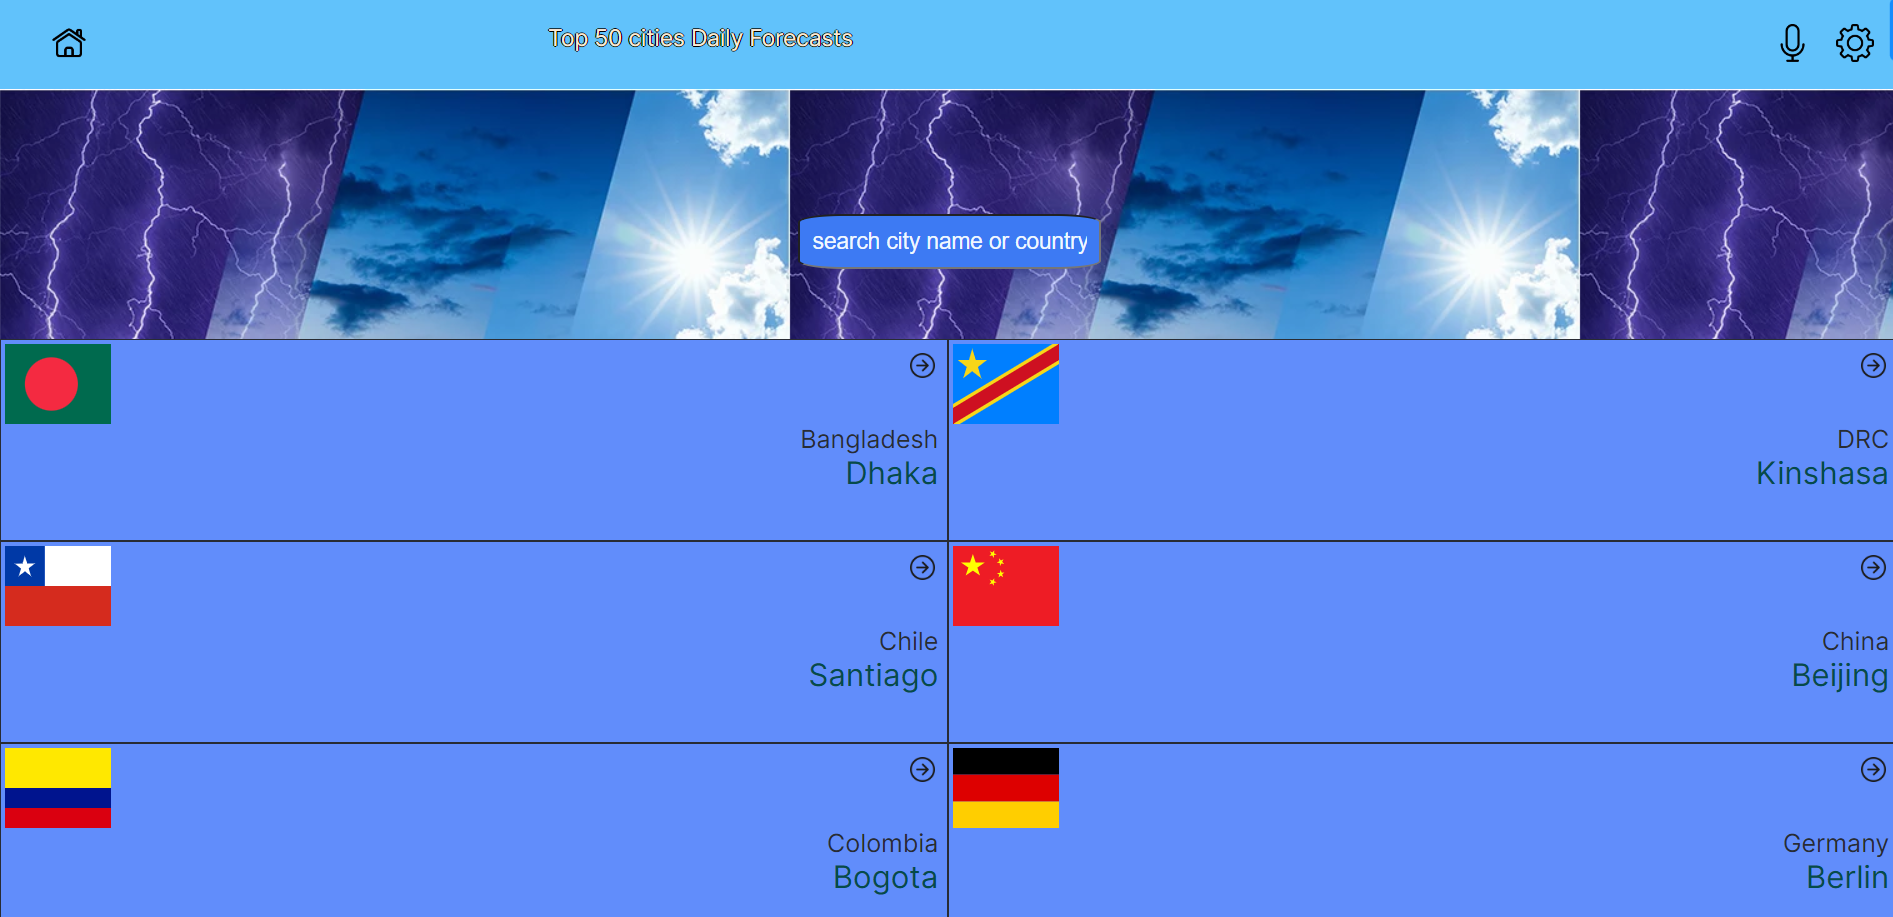 Top 50 cities Daily Forecasts
search city name or country
Bangladesh
Dhaka
DRC
Kinshasa
Chile
Santiago
China
Beijing
Colombia
Bogota
Germany
Berlin